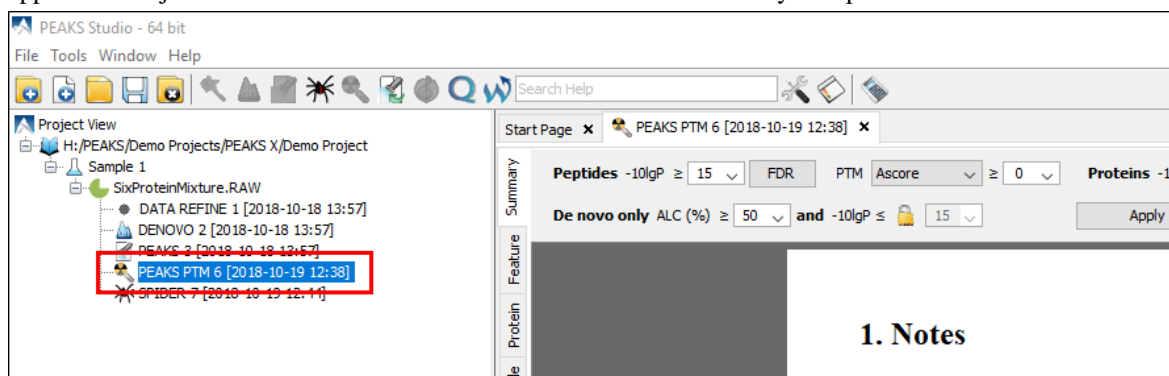 PEAKS Studio - 64 bit
File Tools Window Help
Search Help
Project View
H:/PEAKS/Demo Projects/PEAKS X/Demo Project
Sample 1
SixProteinMixture.RAW
DATA REFINE 1 [2018-10-18 13:57]
DENOVO 2 [2018-10-18 13:57]
PEAKS 3 [2018-10-18 13:57]
PEAKS PTM 6 [2018-10-19 12:38]
SPIDER 7 [2018-10-19 12:44]
Start Page PEAKS PTM 6 [2018-10-19 12:38]
Summary
Feature
Protein
Peptides -10lgP ≥ 15 FDR PTM Ascore ≥ 0 Proteins -1
De novo only ALC (%) ≥ 50 and -10lgP ≤ 15 Apply
1. Notes